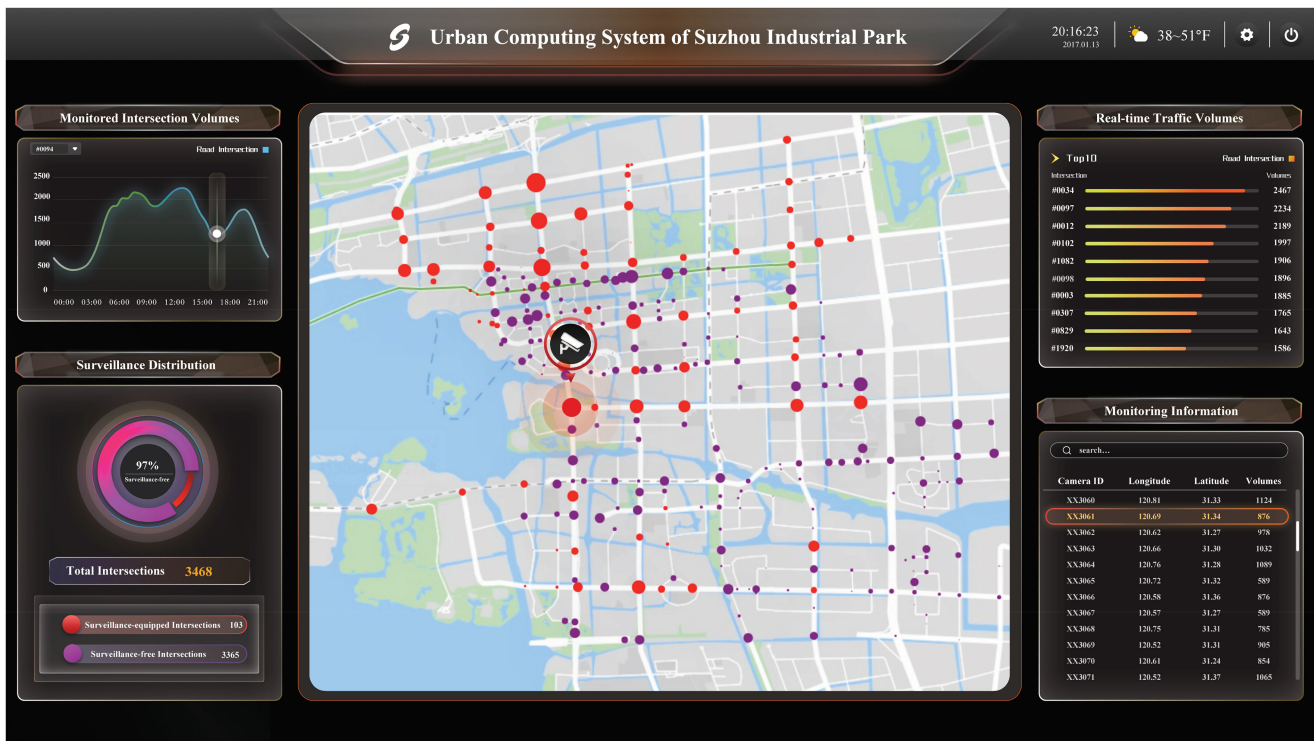 Urban Computing System of Suzhou Industrial Park
20:16:23
2017.01.13
38~51°F
Monitored Intersection Volumes
#0094
Road Intersection
2500
2000
1500
1000
500
0
00:00 03:00 06:00 09:00 12:00 15:00 18:00 21:00
Surveillance Distribution
97%
Surveillance-free
Total Intersections 3468
Surveillance-equipped Intersections 103
Surveillance-free Intersections 3365
Real-time Traffic Volumes
Top10 Road Intersection
Intersection Volumes
#0034 2467
#0097 2234
#0012 2189
#0102 1997
#1082 1906
#0098 1896
#0003 1885
#0307 1765
#0829 1643
#1920 1586
Monitoring Information
search...
Camera ID Longitude Latitude Volumes
XX3060 120.81 31.33 1124
XX3061 120.69 31.34 876
XX3062 120.62 31.27 978
XX3063 120.66 31.30 1032
XX3064 120.76 31.28 1089
XX3065 120.72 31.32 589
XX3066 120.58 31.36 876
XX3067 120.57 31.27 589
XX3068 120.75 31.31 785
XX3069 120.52 31.31 905
XX3070 120.61 31.24 854
XX3071 120.52 31.37 1065